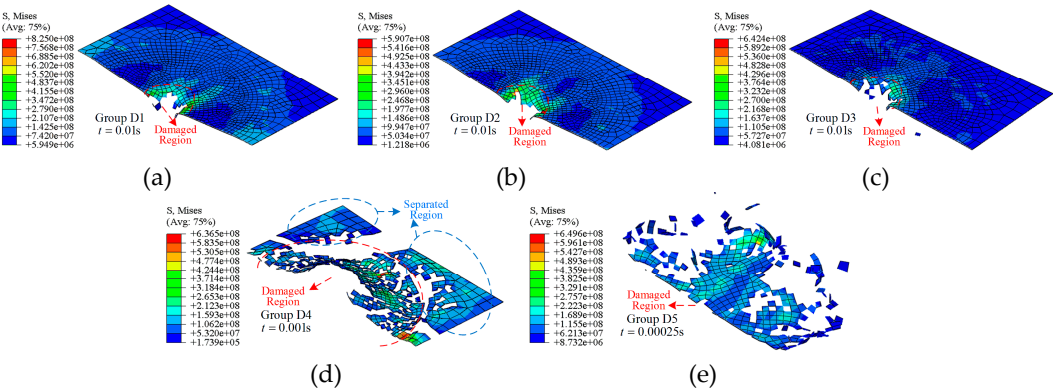 (a)
S, Mises
(Avg: 75%)
+8.250e+08
+7.568e+08
+6.885e+08
+6.202e+08
+5.520e+08
+4.837e+08
+4.155e+08
+3.472e+08
+2.790e+08
+2.107e+08
+1.425e+08
+7.420e+07
+5.949e+06
Group D1
t = 0.01s
Damaged
Region
(b)
S, Mises
(Avg: 75%)
+5.907e+08
+5.416e+08
+4.925e+08
+4.433e+08
+3.942e+08
+3.451e+08
+2.960e+08
+2.468e+08
+1.977e+08
+1.486e+08
+9.947e+07
+5.034e+07
+1.218e+06
Group D2
t = 0.01s
Damaged
Region
(c)
S, Mises
(Avg: 75%)
+6.424e+08
+5.892e+08
+5.360e+08
+4.828e+08
+4.296e+08
+3.764e+08
+3.232e+08
+2.700e+08
+2.168e+08
+1.637e+08
+1.105e+08
+5.727e+07
+4.081e+06
Group D3
t = 0.01s
Damaged
Region
(d)
S, Mises
(Avg: 75%)
+6.365e+08
+5.835e+08
+5.305e+08
+4.774e+08
+4.244e+08
+3.714e+08
+3.184e+08
+2.653e+08
+2.123e+08
+1.593e+08
+1.062e+08
+5.320e+07
+1.739e+05
Separated
Region
Damaged
Region
Group D4
t = 0.001s
(e)
S, Mises
(Avg: 75%)
+6.496e+08
+5.961e+08
+5.427e+08
+4.893e+08
+4.359e+08
+3.825e+08
+3.291e+08
+2.757e+08
+2.223e+08
+1.689e+08
+1.155e+08
+6.213e+07
+8.732e+06
Damaged
Region
Group D5
t = 0.00025s